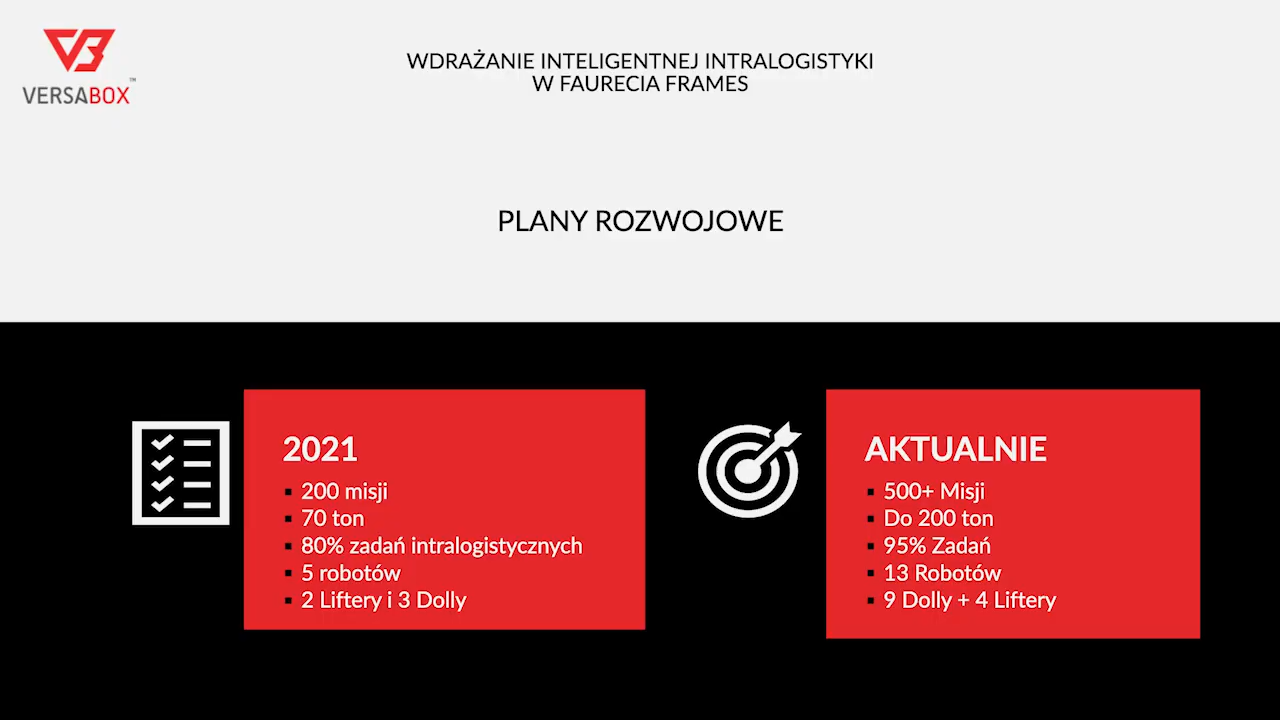 VERSABOX™
WDRAŻANIE INTELIGENTNEJ INTRALOGISTYKI
W FAURECIA FRAMES
PLANY ROZWOJOWE
2021
▪ 200 misji
▪ 70 ton
▪ 80% zadań intralogistycznych
▪ 5 robotów
▪ 2 Liftery i 3 Dolly
AKTUALNIE
▪ 500+ Misji
▪ Do 200 ton
▪ 95% Zadań
▪ 13 Robotów
▪ 9 Dolly + 4 Liftery